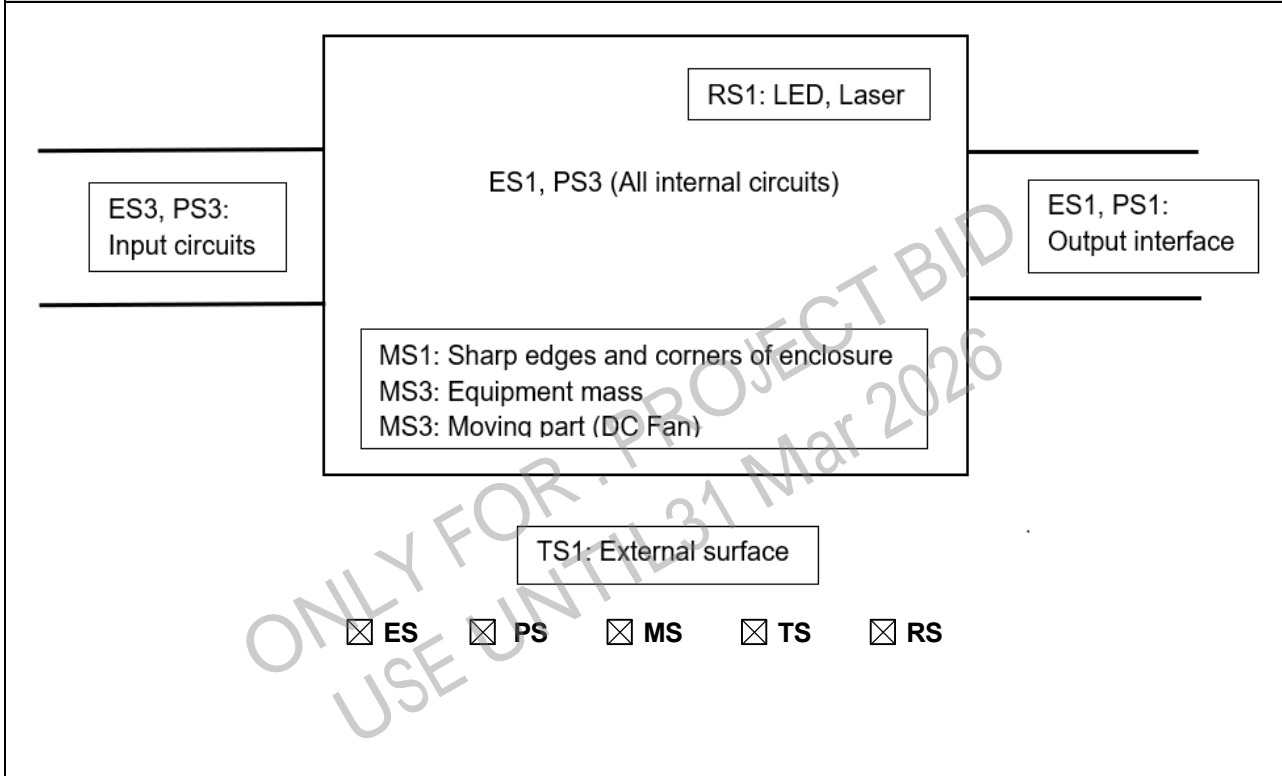 RS1: LED, Laser
ES1, PS3 (All internal circuits)
ES3, PS3:
Input circuits
ES1, PS1:
Output interface
MS1: Sharp edges and corners of enclosure
MS3: Equipment mass
MS3: Moving part (DC Fan)
TS1: External surface
☒ ES ☒ PS ☒ MS ☒ TS ☒ RS
ONLY FOR . PROJECT BID
USE UNTIL 31 Mar 2026